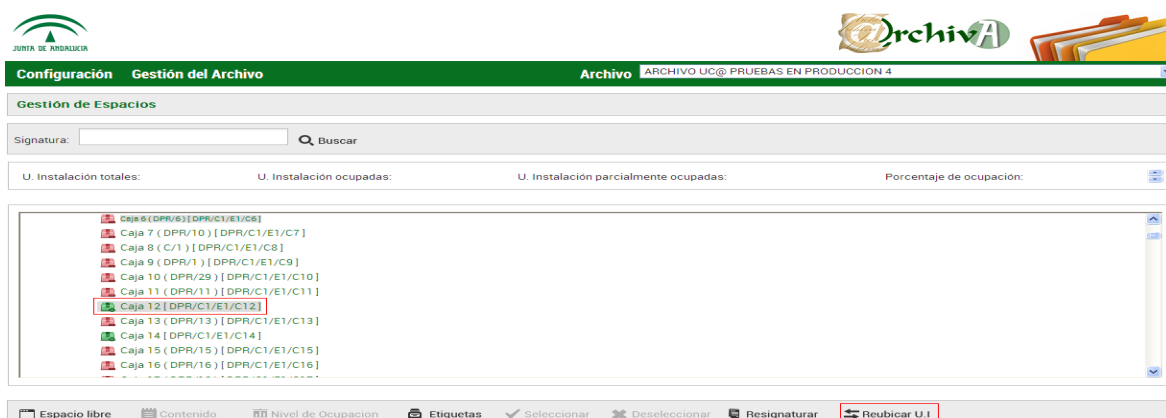 JUNTA DE ANDALUCIA
@rchivA
Configuración Gestión del Archivo Archivo ARCHIVO UC@ PRUEBAS EN PRODUCCION 4
Gestión de Espacios
Signatura: Buscar
U. Instalación totales: U. Instalación ocupadas: U. Instalación parcialmente ocupadas: Porcentaje de ocupación:
Caja 6 ( DPR/6 ) [ DPR/C1/E1/C6 ]
Caja 7 ( DPR/10 ) [ DPR/C1/E1/C7 ]
Caja 8 ( C/1 ) [ DPR/C1/E1/C8 ]
Caja 9 ( DPR/1 ) [ DPR/C1/E1/C9 ]
Caja 10 ( DPR/29 ) [ DPR/C1/E1/C10 ]
Caja 11 ( DPR/11 ) [ DPR/C1/E1/C11 ]
Caja 12 [ DPR/C1/E1/C12 ]
Caja 13 ( DPR/13 ) [ DPR/C1/E1/C13 ]
Caja 14 [ DPR/C1/E1/C14 ]
Caja 15 ( DPR/15 ) [ DPR/C1/E1/C15 ]
Caja 16 ( DPR/16 ) [ DPR/C1/E1/C16 ]
Espacio libre Contenido Nivel de Ocupacion Etiquetas Seleccionar Deseleccionar Resignaturar Reubicar U.I